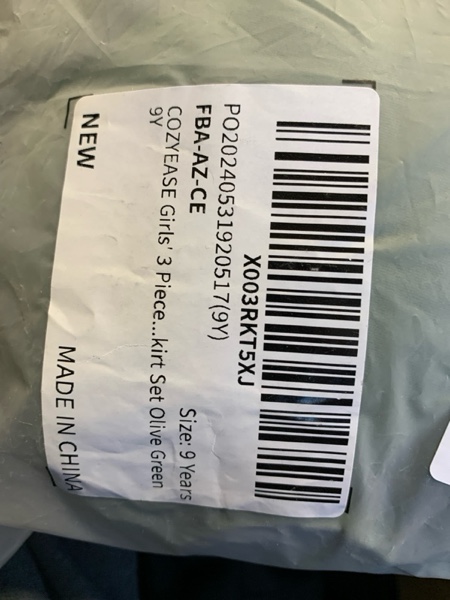 X003RKT5XJ
PO20240531920517(9Y)
FBA-AZ-CE
Size: 9 Years
COZYEASE Girls' 3 Piece...kirt Set Olive Green
9Y
NEW
MADE IN CHINA